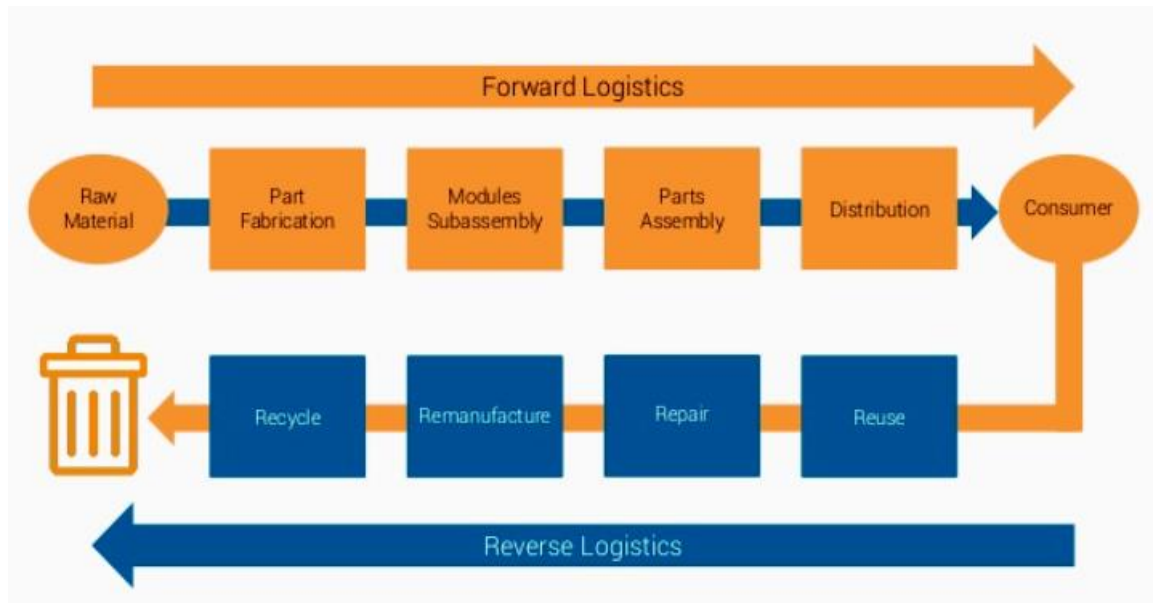 Forward Logistics
Raw
Material
Part
Fabrication
Modules
Subassembly
Parts
Assembly
Distribution
Consumer
Recycle
Remanufacture
Repair
Reuse
Reverse Logistics